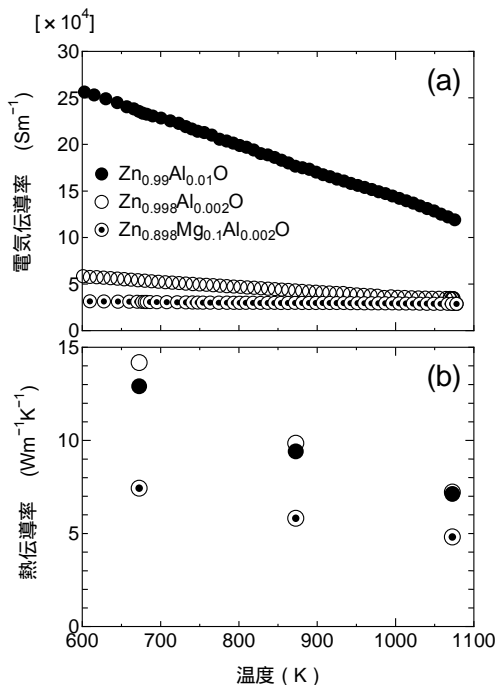 [×10⁴]
30
25
20
15
10
5
0
電気伝導率 (Sm⁻¹)
(a)
Zn₀.₉₉Al₀.₀₁O
Zn₀.₉₉₈Al₀.₀₀₂O
Zn₀.₈₉₈Mg₀.₁Al₀.₀₀₂O
15
10
5
0
熱伝導率 (Wm⁻¹K⁻¹)
(b)
600 700 800 900 1000 1100
温度 ( K )